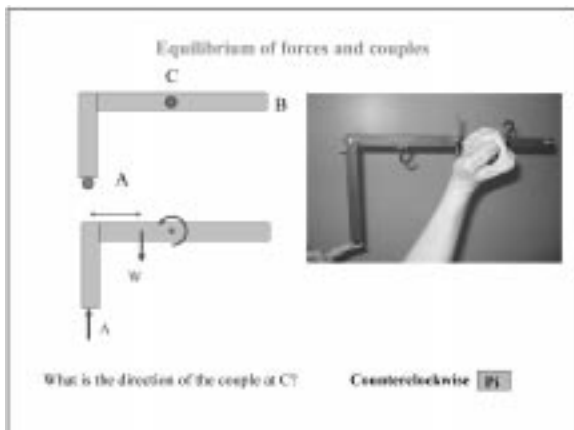 Equilibrium of forces and couples
C
B
A
W
A
What is the direction of the couple at C?
Counterclockwise